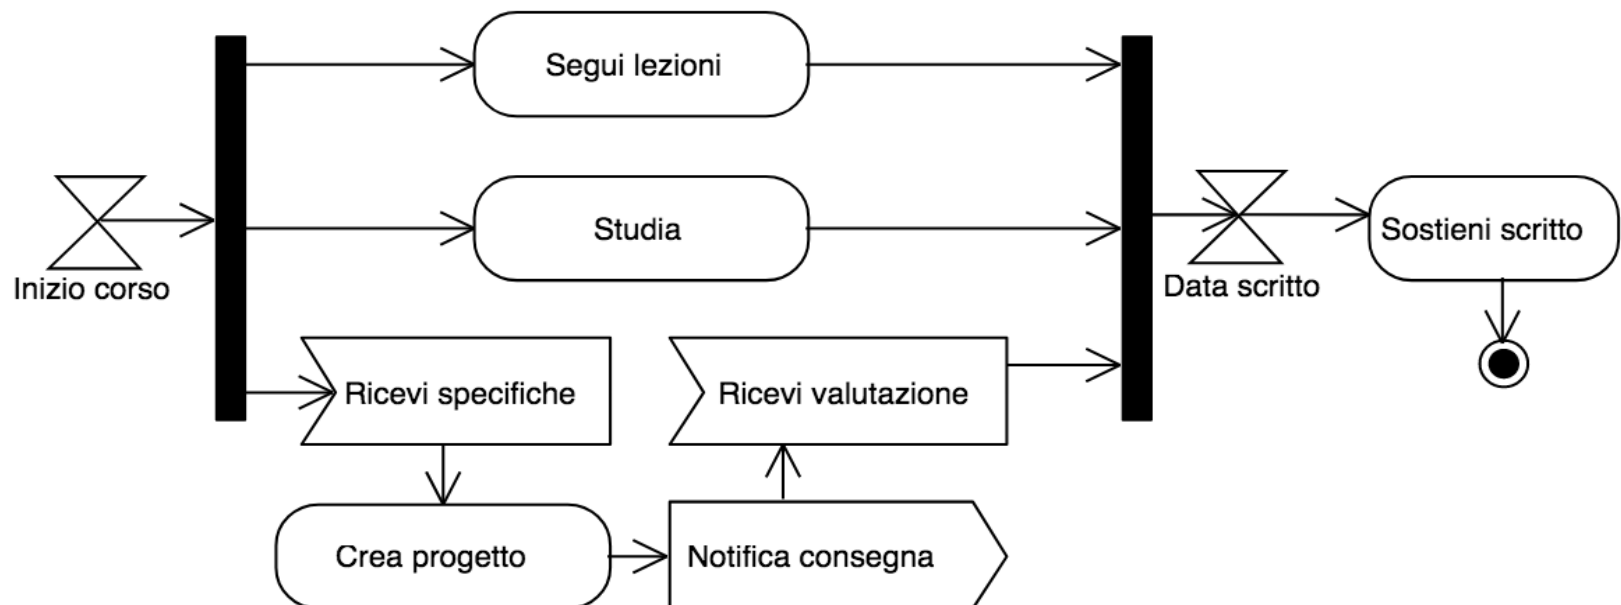 Segui lezioni
Studia
Inizio corso
Data scritto
Sostieni scritto
Ricevi specifiche
Ricevi valutazione
Crea progetto
Notifica consegna